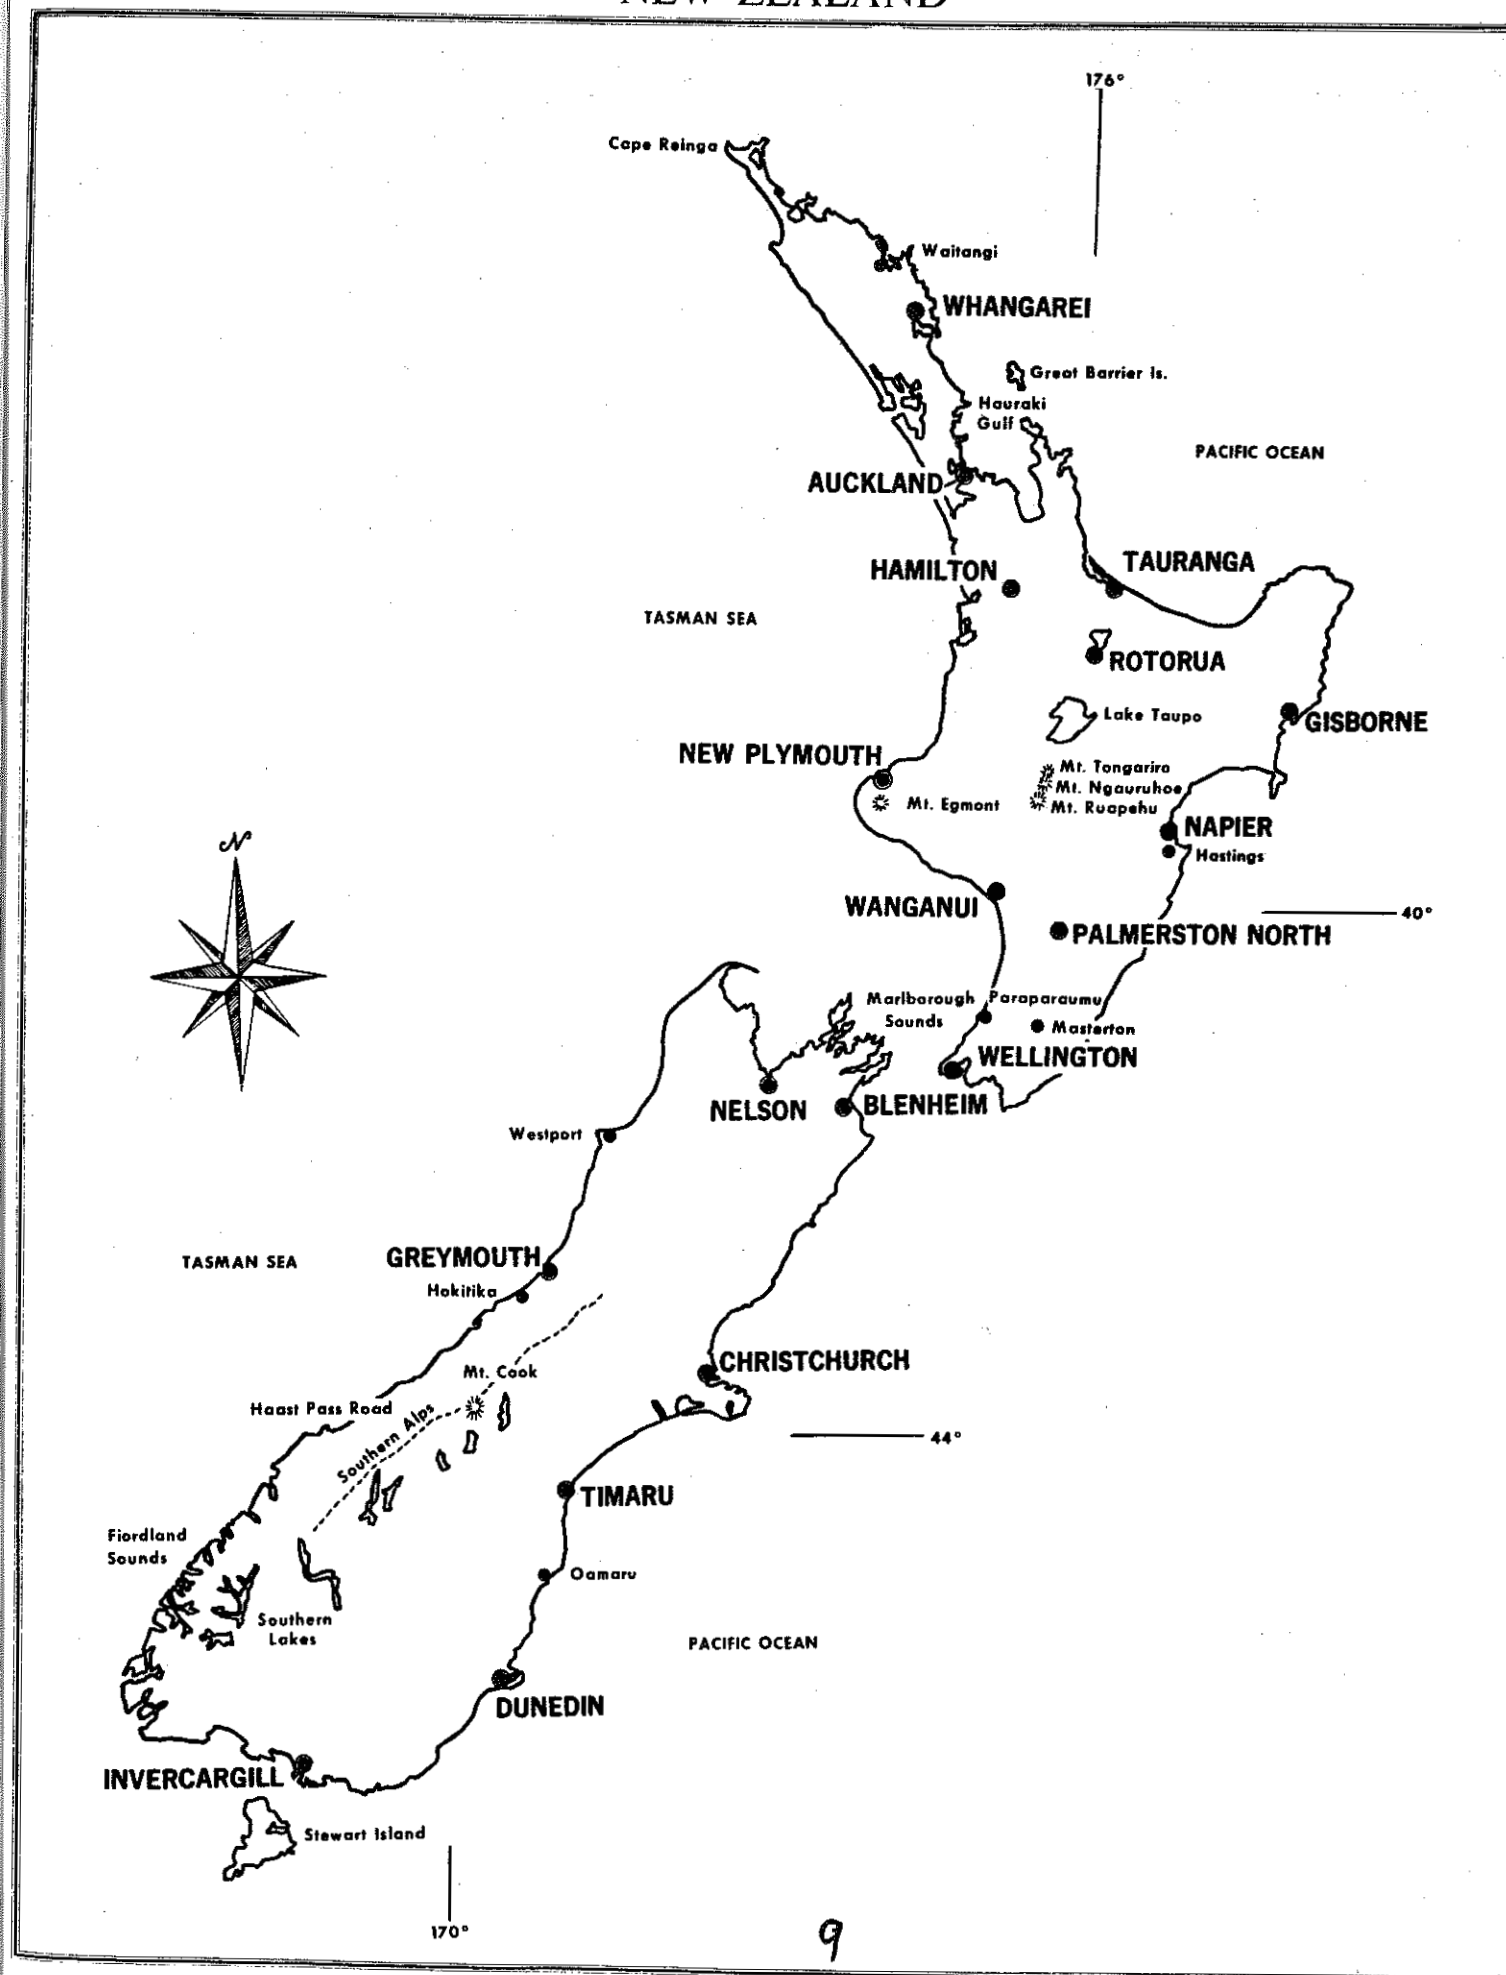 NEW ZEALAND
176°
Cape Reinga
Waitangi
WHANGAREI
Great Barrier Is.
Hauraki
Gulf
PACIFIC OCEAN
AUCKLAND
HAMILTON
TAURANGA
TASMAN SEA
ROTORUA
Lake Taupo
GISBORNE
NEW PLYMOUTH
Mt. Tongariro
Mt. Ngauruhoe
Mt. Egmont
Mt. Ruapehu
NAPIER
Hastings
N
WANGANUI
40°
PALMERSTON NORTH
Marlborough
Sounds
Paraparaumu
Masterton
WELLINGTON
NELSON
BLENHEIM
Westport
TASMAN SEA
GREYMOUTH
Hokitika
CHRISTCHURCH
Mt. Cook
Haast Pass Road
Southern Alps
44°
TIMARU
Fiordland
Sounds
Oamaru
Southern
Lakes
PACIFIC OCEAN
DUNEDIN
INVERCARGILL
Stewart Island
170°
9